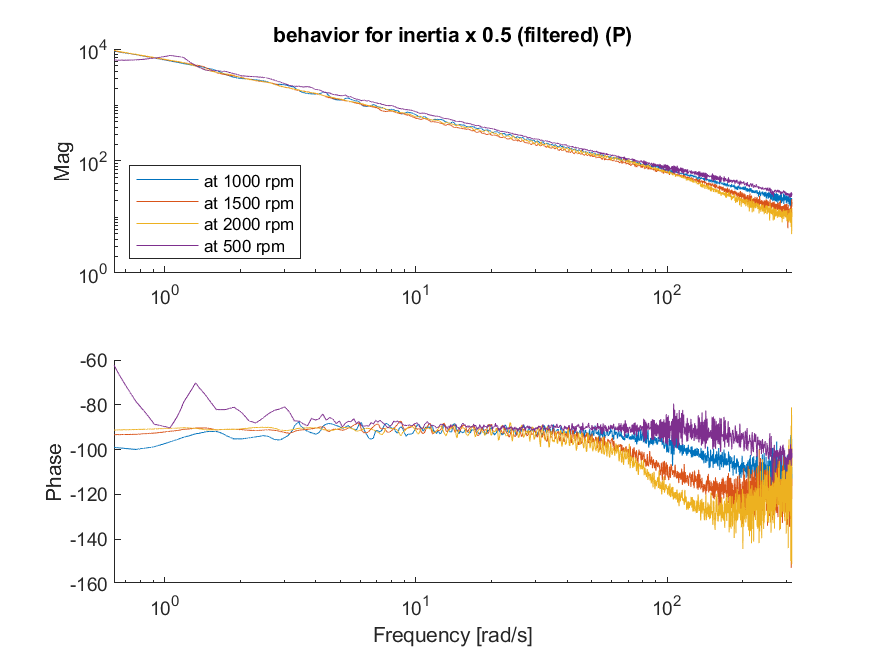 behavior for inertia x 0.5 (filtered) (P)
10^4
10^2
10^0
Mag
at 1000 rpm
at 1500 rpm
at 2000 rpm
at 500 rpm
10^0 10^1 10^2
-60
-80
-100
-120
-140
-160
Phase
10^0 10^1 10^2
Frequency [rad/s]